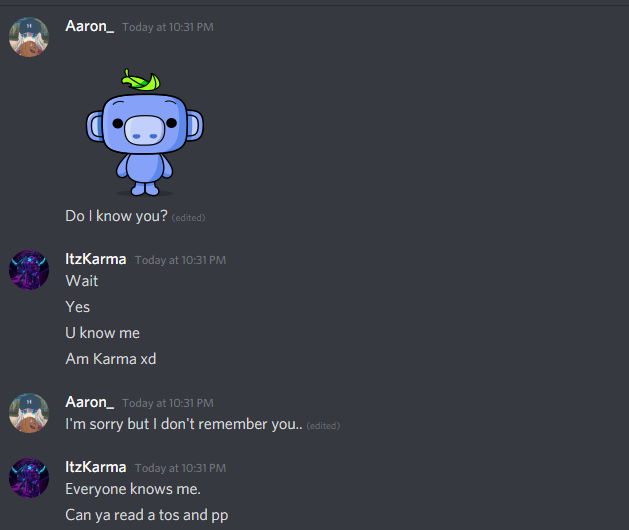 Aaron_ Today at 10:31 PM
Do I know you? (edited)
ItzKarma Today at 10:31 PM
Wait
Yes
U know me
Am Karma xd
Aaron_ Today at 10:31 PM
I'm sorry but I don't remember you.. (edited)
ItzKarma Today at 10:31 PM
Everyone knows me.
Can ya read a tos and pp